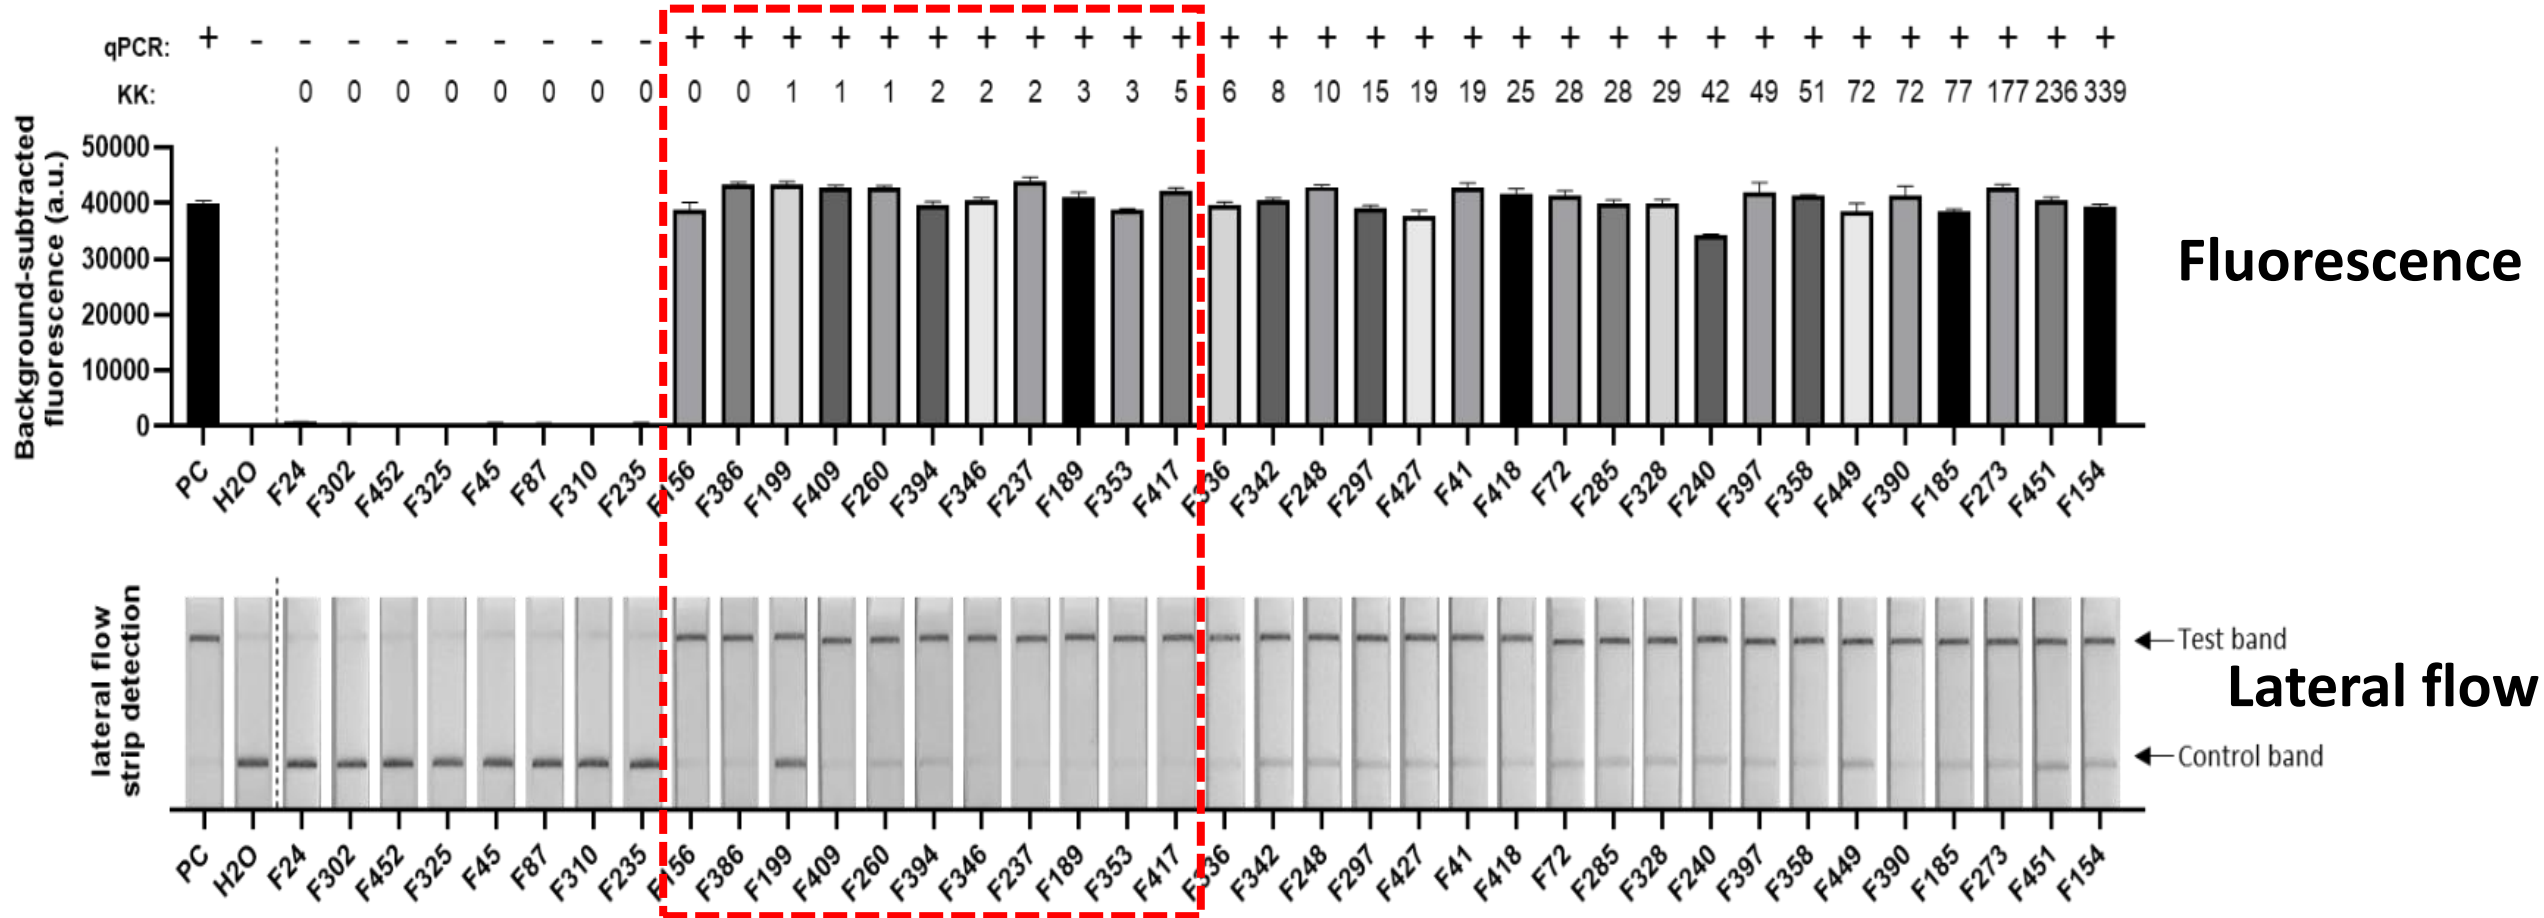 qPCR: + - - - - - - - - - + + + + + + + + + + + + + + + + + + + + + + + + + + + + + +
KK: 0 0 0 0 0 0 0 0 0 0 1 1 1 2 2 2 3 3 5 6 8 10 15 19 19 25 28 28 29 42 49 51 72 72 77 177 236 339
Background-subtracted
fluorescence (a.u.)
50000
40000
30000
20000
10000
0
Fluorescence
PC H2O F24 F302 F452 F325 F45 F87 F310 F235 F156 F386 F199 F409 F260 F394 F346 F237 F189 F353 F417 F336 F342 F248 F297 F427 F41 F418 F72 F285 F328 F240 F397 F358 F449 F390 F185 F273 F451 F154
lateral flow
strip detection
Test band
Lateral flow
Control band
PC H2O F24 F302 F452 F325 F45 F87 F310 F235 F156 F386 F199 F409 F260 F394 F346 F237 F189 F353 F417 F336 F342 F248 F297 F427 F41 F418 F72 F285 F328 F240 F397 F358 F449 F390 F185 F273 F451 F154